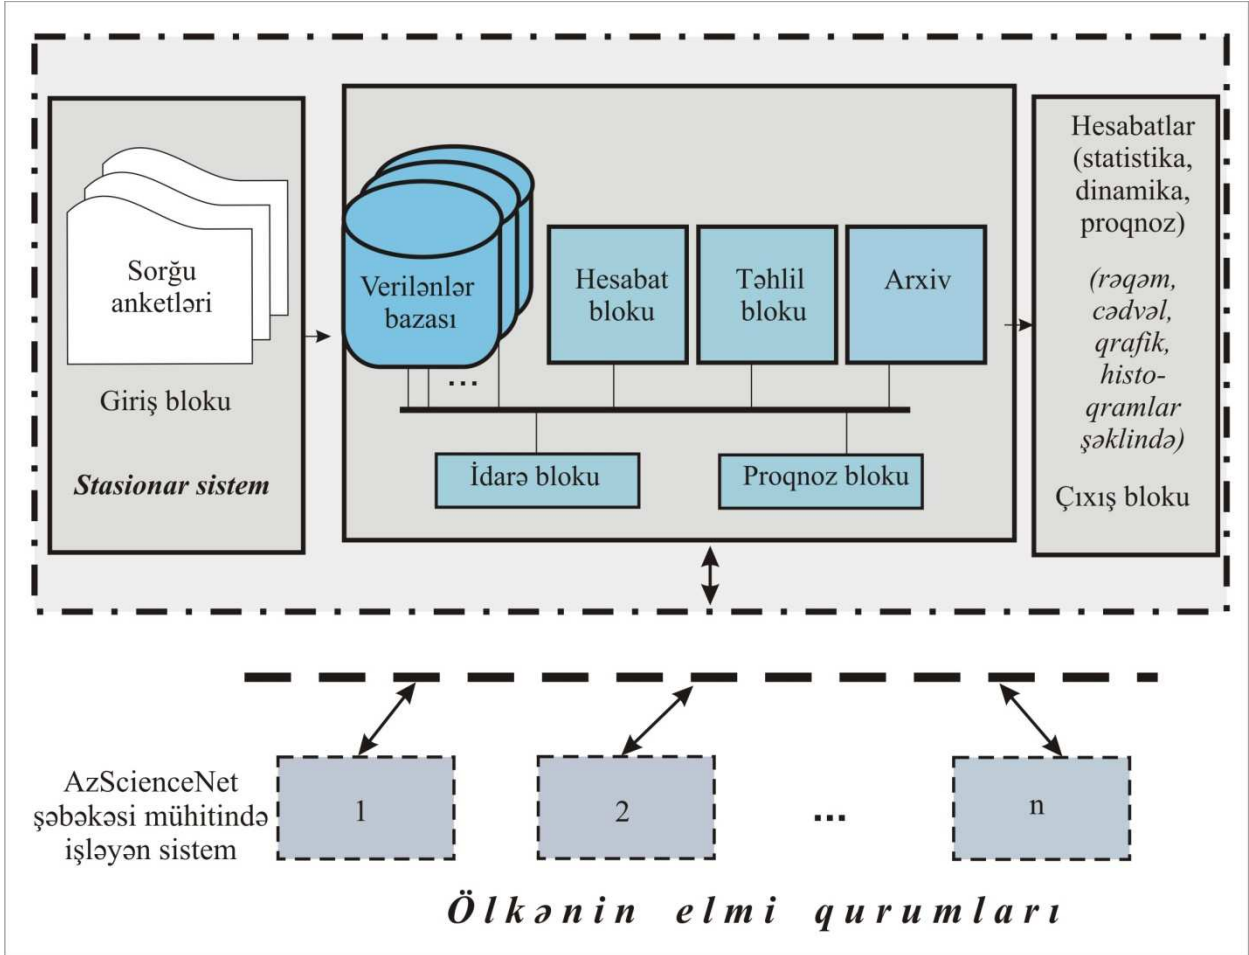 Sorğu
anketləri
Giriş bloku
Stasionar sistem
Verilənlər
bazası
...
Hesabat
bloku
Təhlil
bloku
Arxiv
İdarə bloku
Proqnoz bloku
Hesabatlar
(statistika,
dinamika,
proqnoz)
(rəqəm,
cədvəl,
qrafik,
histo-
qramlar
şəklində)
Çıxış bloku
AzScienceNet
şəbəkəsi mühitində
işləyən sistem
1
2
...
n
Ölkənin elmi qurumları